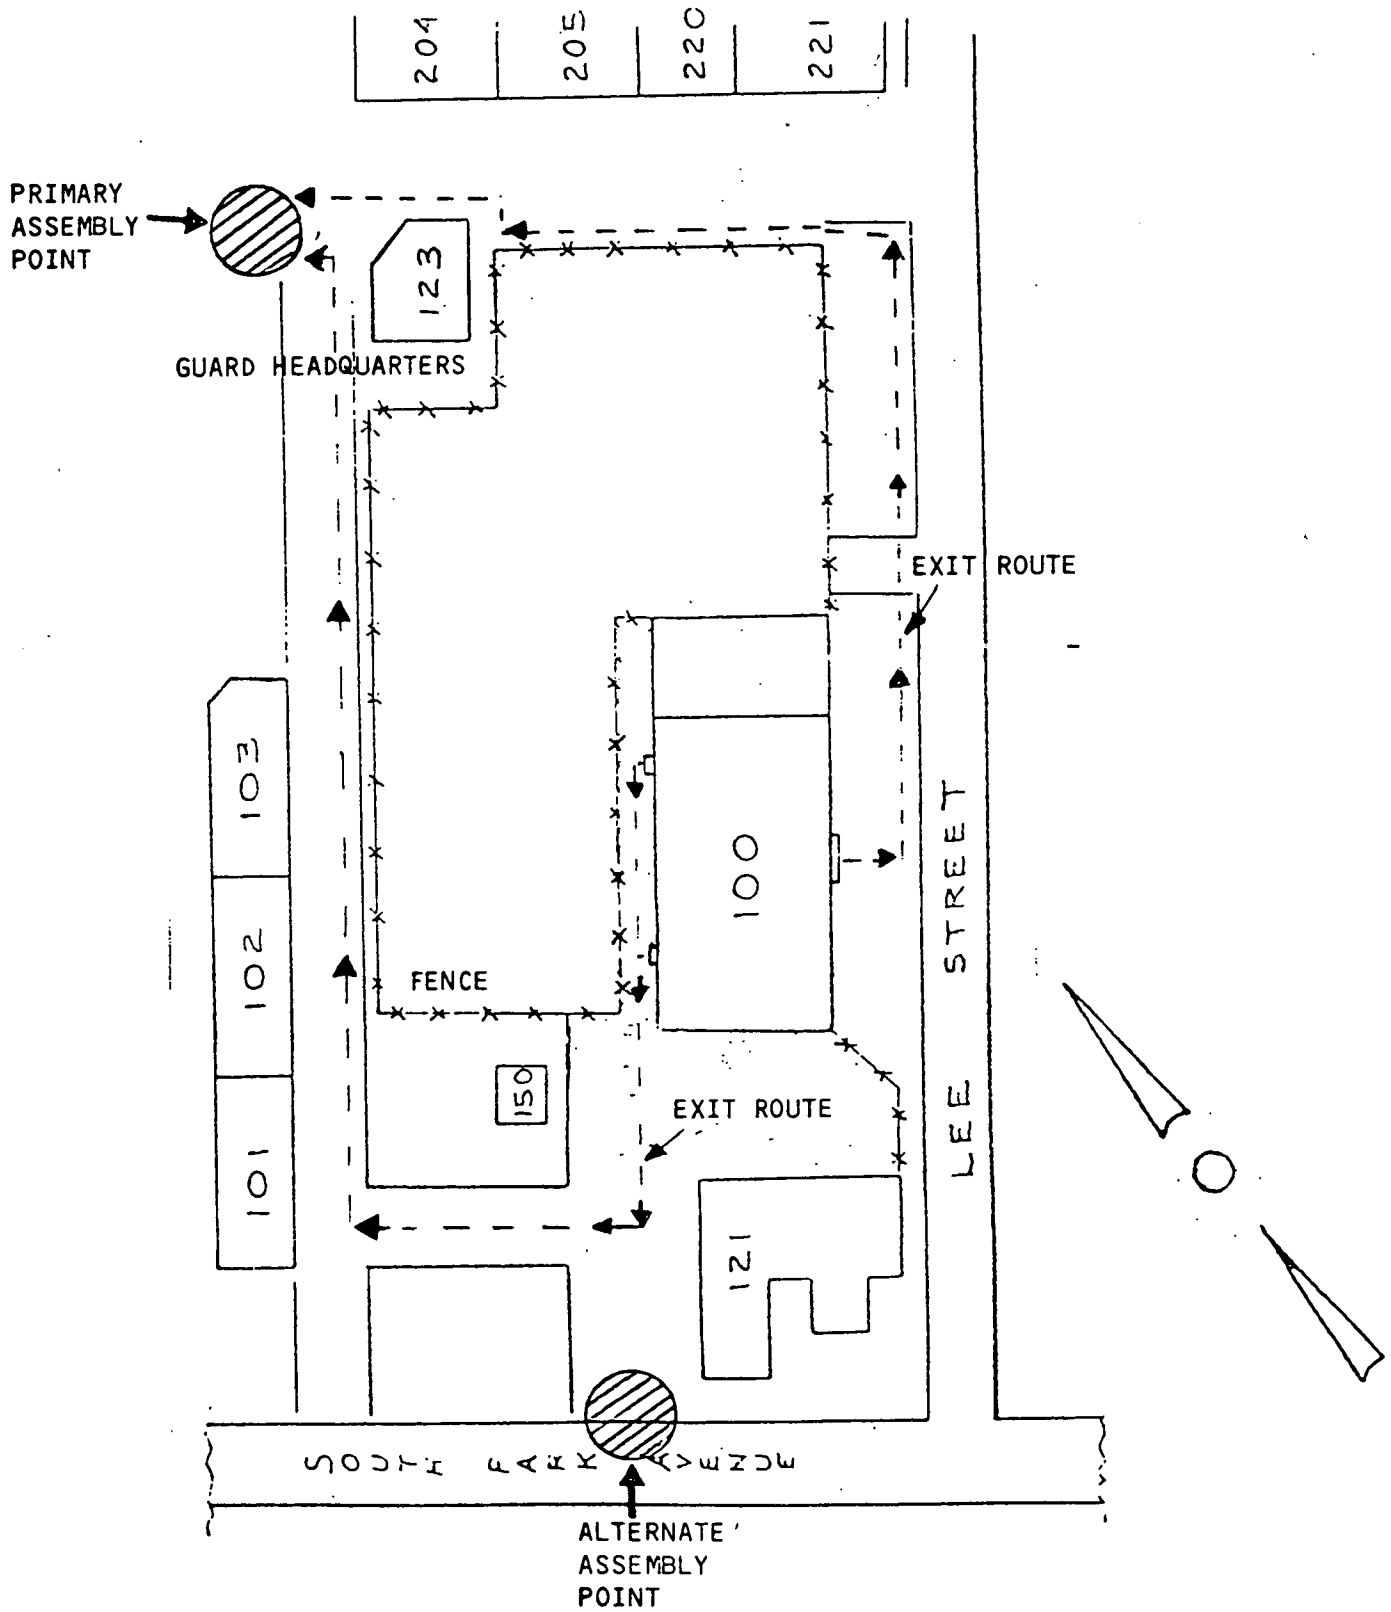 204
205
220
221
PRIMARY
ASSEMBLY
POINT
123
GUARD HEADQUARTERS
EXIT ROUTE
103
102
101
100
LEE STREET
FENCE
150
EXIT ROUTE
121
SOUTH PARK AVENUE
ALTERNATE
ASSEMBLY
POINT